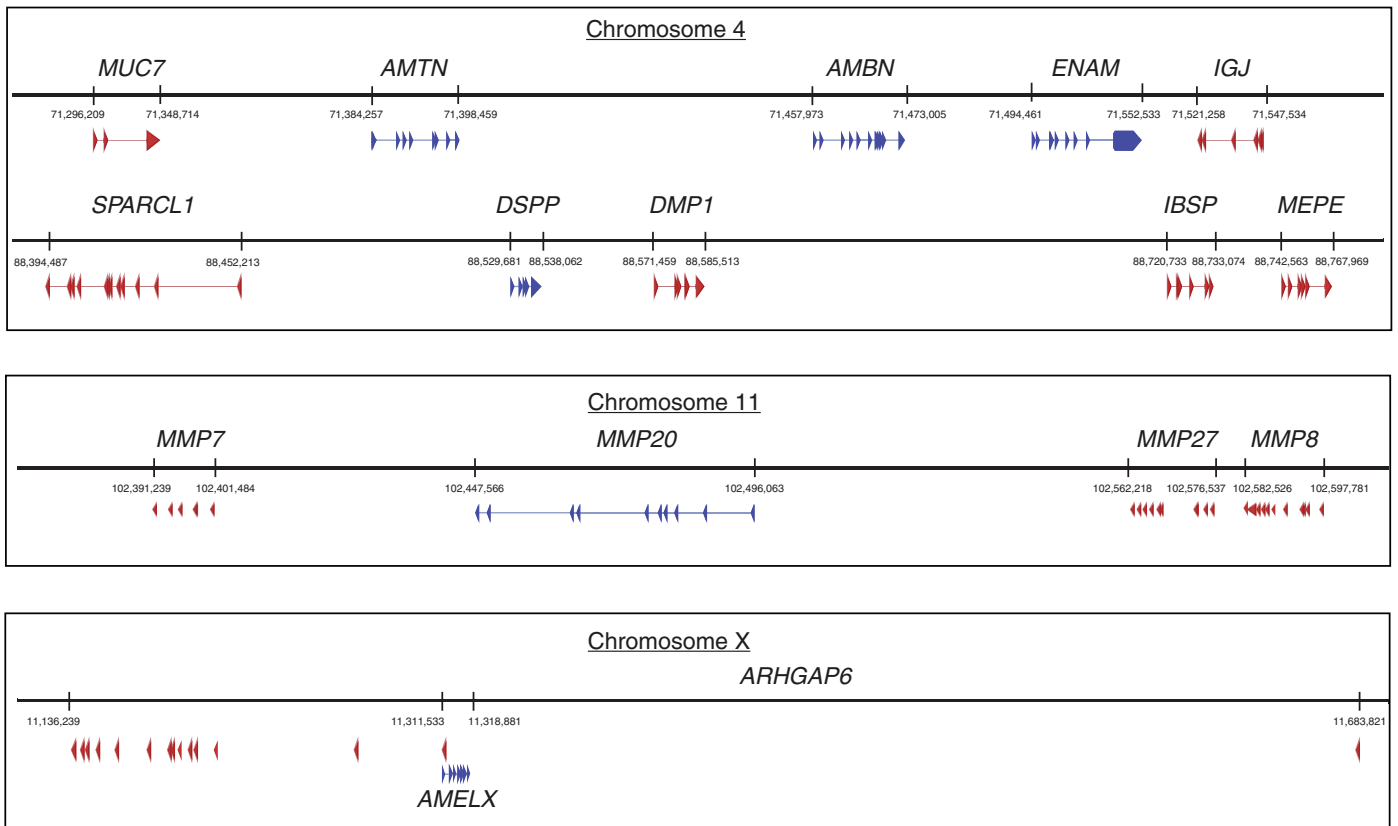 Chromosome 4
MUC7 AMTN AMBN ENAM IGJ
71,296,209 71,348,714 71,384,257 71,398,459 71,457,973 71,473,005 71,494,461 71,552,533 71,521,258 71,547,534
SPARCL1 DSPP DMP1 IBSP MEPE
88,394,487 88,452,213 88,529,681 88,538,062 88,571,459 88,585,513 88,720,733 88,733,074 88,742,563 88,767,969
Chromosome 11
MMP7 MMP20 MMP27 MMP8
102,391,239 102,401,484 102,447,566 102,496,063 102,562,218 102,576,537 102,582,526 102,597,781
Chromosome X
ARHGAP6
11,136,239 11,311,533 11,318,881 11,683,821
AMELX